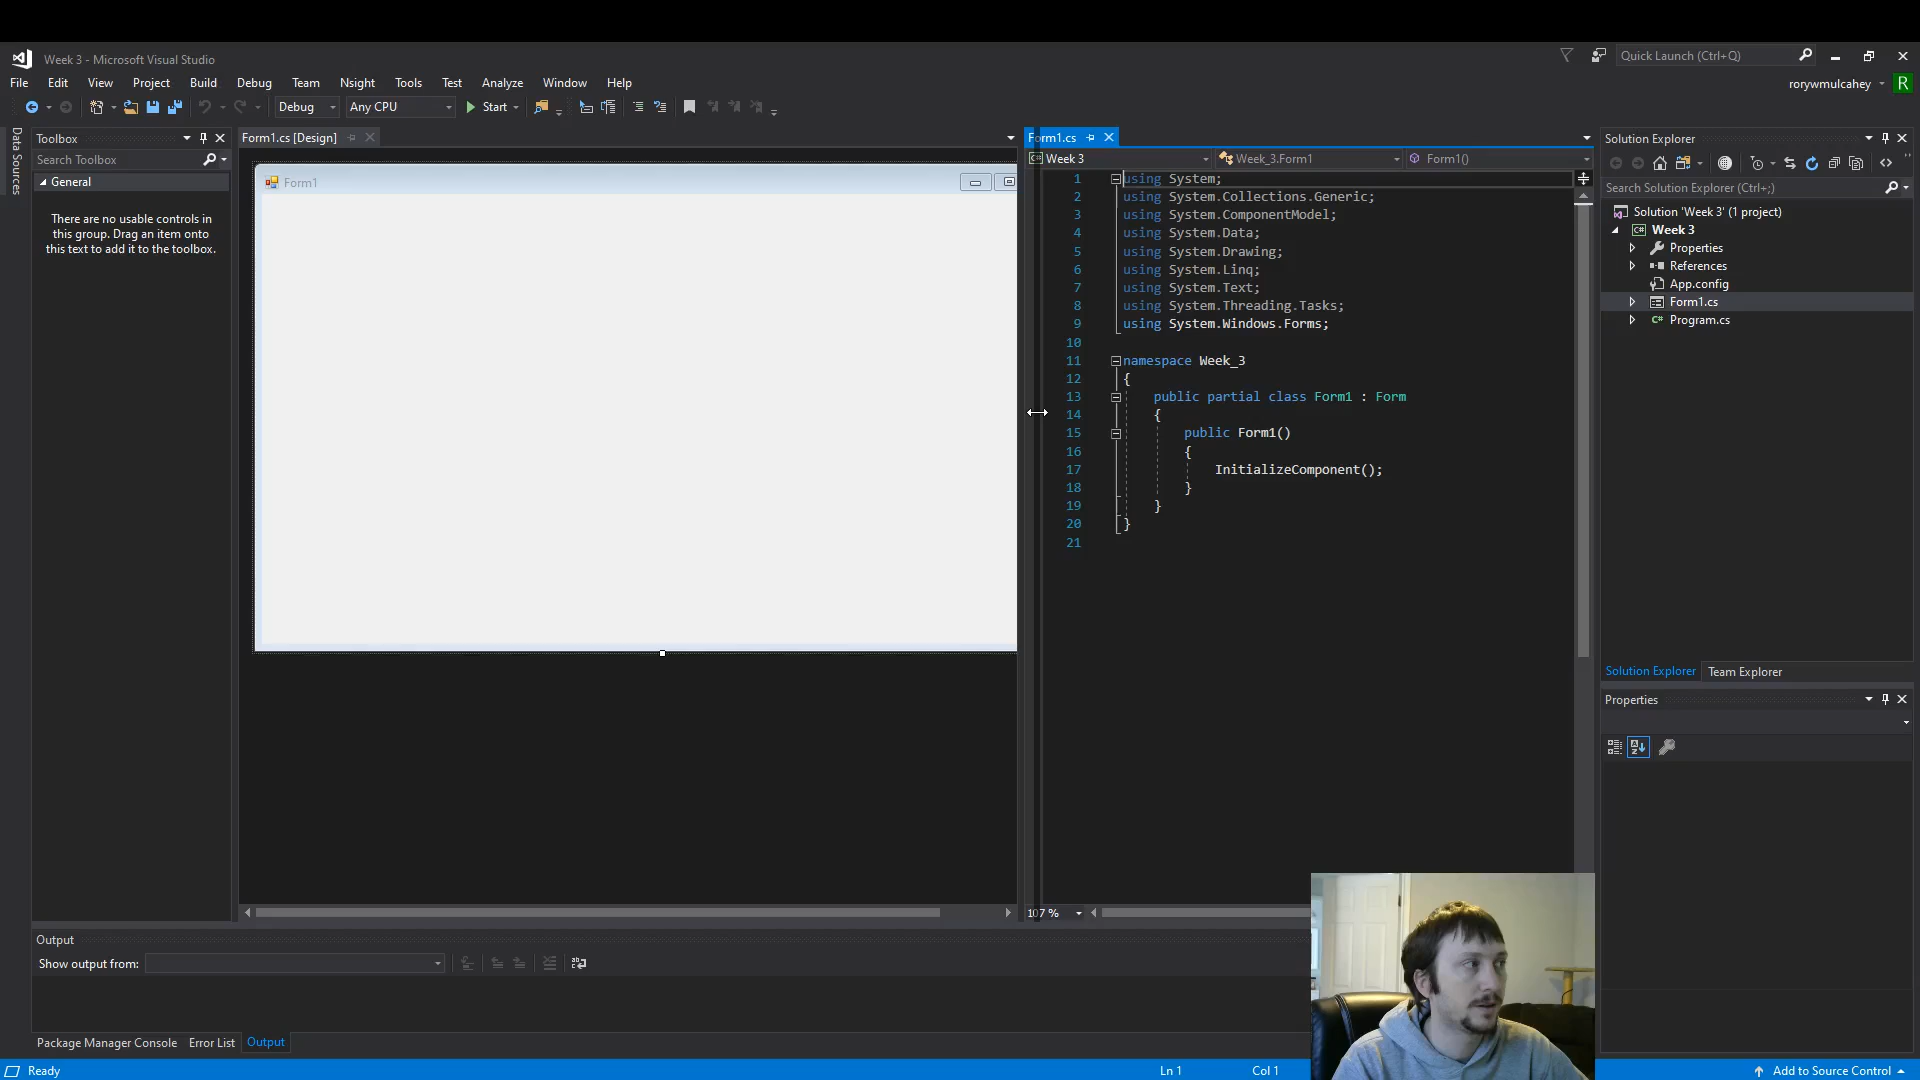 Week 3 - Microsoft Visual Studio
Quick Launch (Ctrl+Q)
File Edit View Project Build Debug Team Nsight Tools Test Analyze Window Help
rorywmulcahey R
Debug Any CPU Start
Data Sources
Toolbox
Search Toolbox
General
There are no usable controls in
this group. Drag an item onto
this text to add it to the toolbox.
Form1.cs [Design]
Form1
Form1.cs
Week 3 Week_3.Form1 Form1()
1 using System;
2 using System.Collections.Generic;
3 using System.ComponentModel;
4 using System.Data;
5 using System.Drawing;
6 using System.Linq;
7 using System.Text;
8 using System.Threading.Tasks;
9 using System.Windows.Forms;
10
11 namespace Week_3
12 {
13 public partial class Form1 : Form
14 {
15 public Form1()
16 {
17 InitializeComponent();
18 }
19 }
20 }
21
107 %
Solution Explorer
Search Solution Explorer (Ctrl+;)
Solution 'Week 3' (1 project)
Week 3
Properties
References
App.config
Form1.cs
Program.cs
Solution Explorer Team Explorer
Properties
Output
Show output from:
Package Manager Console Error List Output
Ready Ln 1 Col 1 Add to Source Control